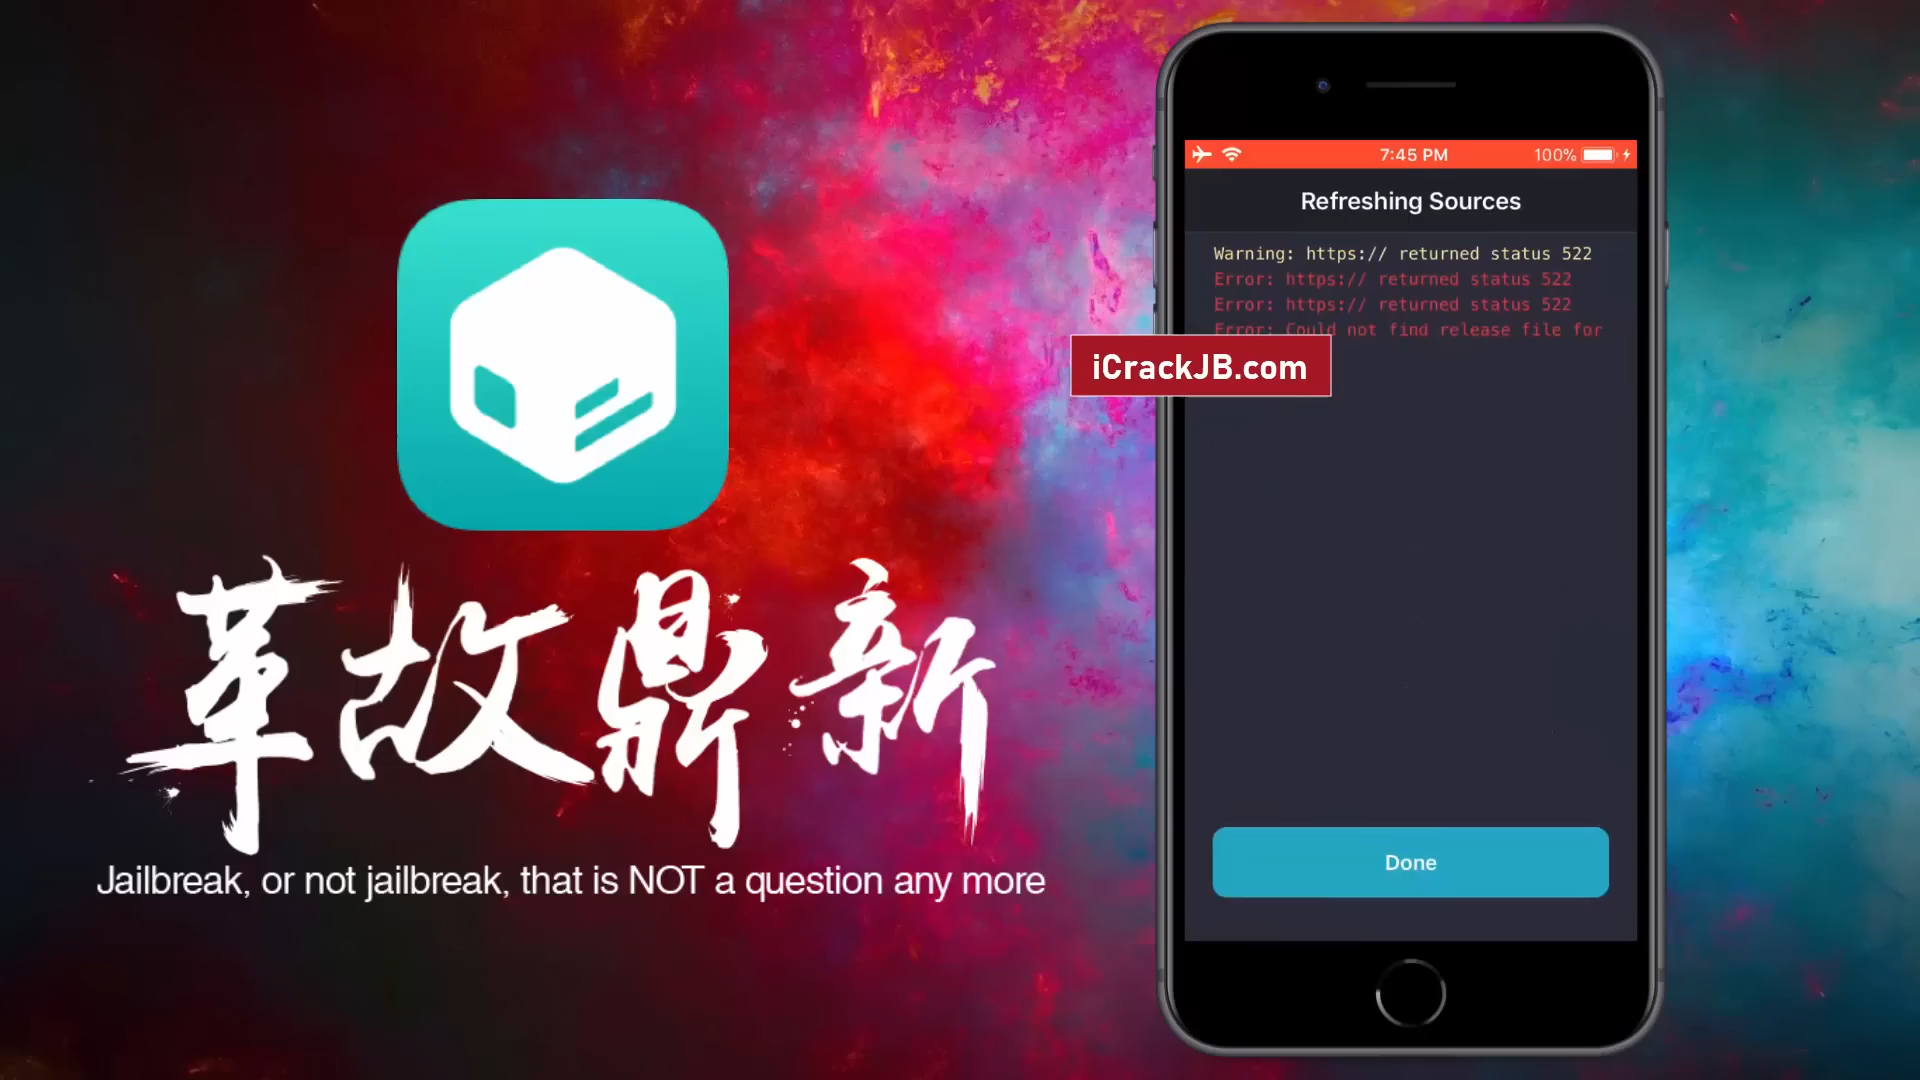 革故鼎新
Jailbreak, or not jailbreak, that is NOT a question any more
7:45 PM
100%
Refreshing Sources
Warning: https:// returned status 522
Error: https:// returned status 522
Error: https:// returned status 522
Error: Could not find release file for
iCrackJB.com
Done